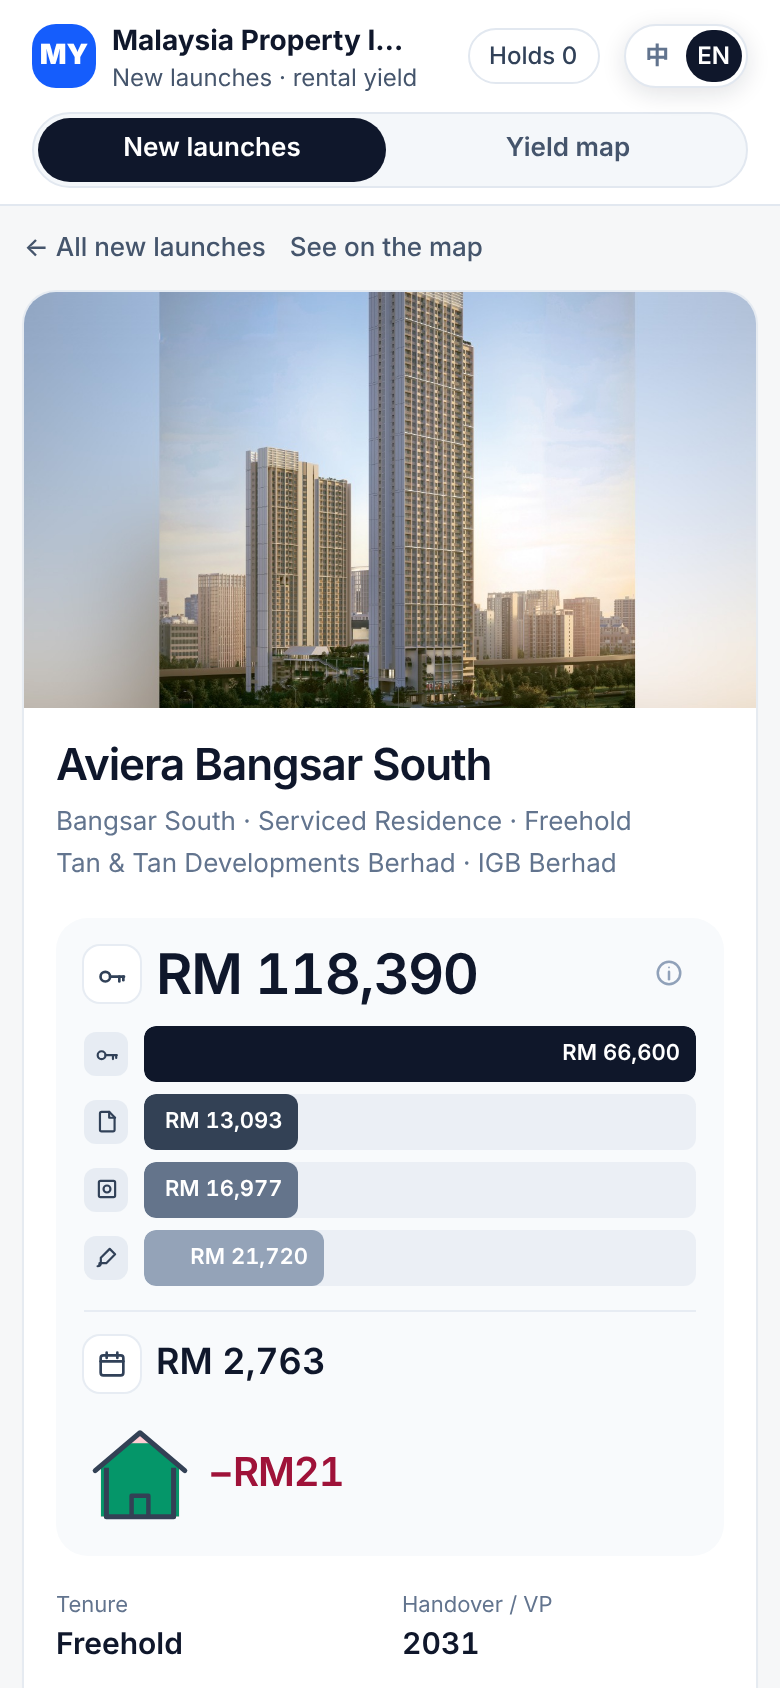 MY
Malaysia Property I...
New launches · rental yield
Holds 0
中
EN
New launches
Yield map
← All new launches
See on the map
Aviera Bangsar South
Bangsar South · Serviced Residence · Freehold
Tan & Tan Developments Berhad · IGB Berhad
RM 118,390
RM 66,600
RM 13,093
RM 16,977
RM 21,720
RM 2,763
−RM21
Tenure
Handover / VP
Freehold
2031